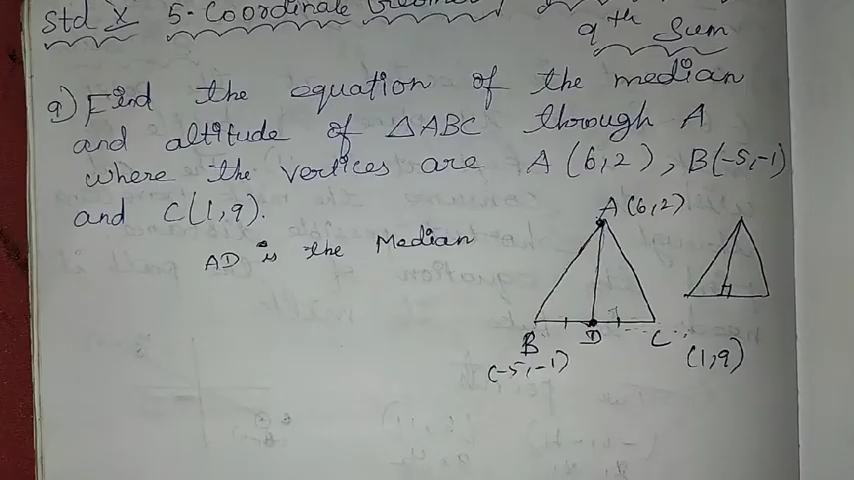 Std X 5-Coordinate
9th Sum
9) Find the equation of the median
and altitude of △ABC through A
where the vertices are A (6,2), B(-5,-1)
and C(1,9).
A (6,2)
AD is the Median
B D C
(-5,-1) (1,9)